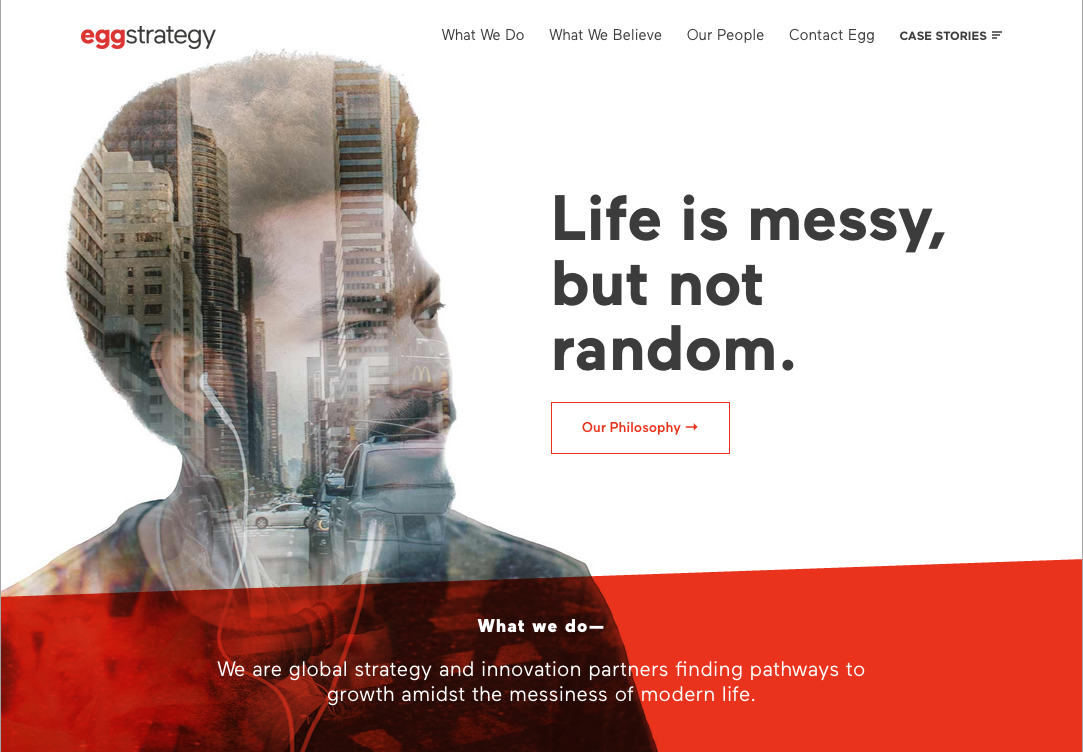 eggstrategy
What We Do
What We Believe
Our People
Contact Egg
CASE STORIES
Life is messy,
but not
random.
Our Philosophy →
What we do—
We are global strategy and innovation partners finding pathways to
growth amidst the messiness of modern life.